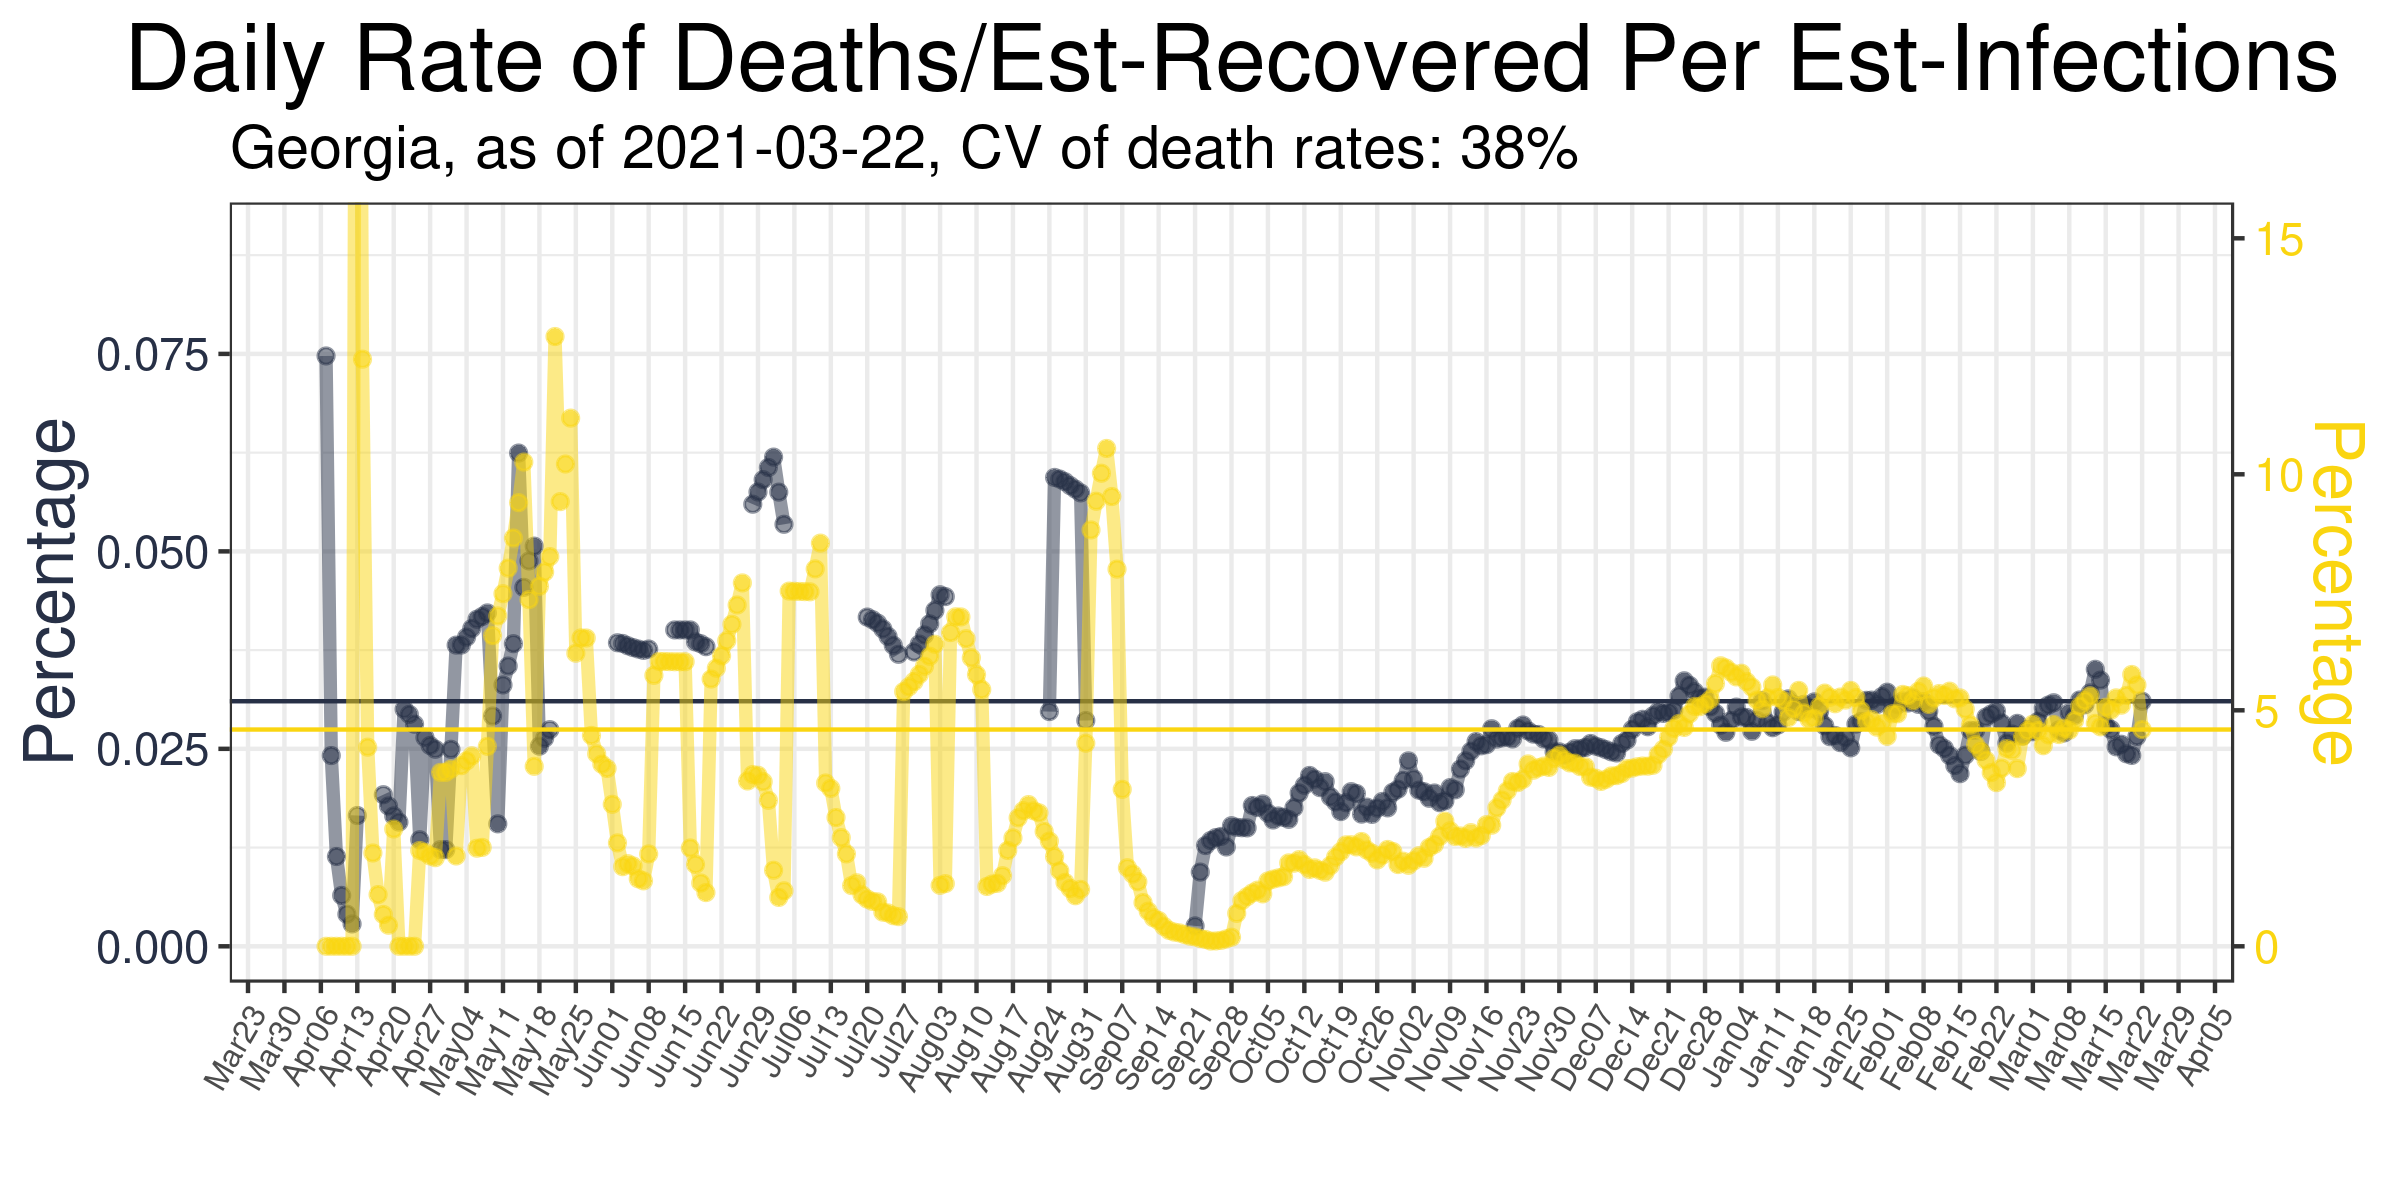 Daily Rate of Deaths/Est-Recovered Per Est-Infections
Georgia, as of 2021-03-22, CV of death rates: 38%
Percentage
0.075
0.050
0.025
0.000
15
10
5
0
Percentage
Mar23
Mar30
Apr06
Apr13
Apr20
Apr27
May04
May11
May18
May25
Jun01
Jun08
Jun15
Jun22
Jun29
Jul06
Jul13
Jul20
Jul27
Aug03
Aug10
Aug17
Aug24
Aug31
Sep07
Sep14
Sep21
Sep28
Oct05
Oct12
Oct19
Oct26
Nov02
Nov09
Nov16
Nov23
Nov30
Dec07
Dec14
Dec21
Dec28
Jan04
Jan11
Jan18
Jan25
Feb01
Feb08
Feb15
Feb22
Mar01
Mar08
Mar15
Mar22
Mar29
Apr05